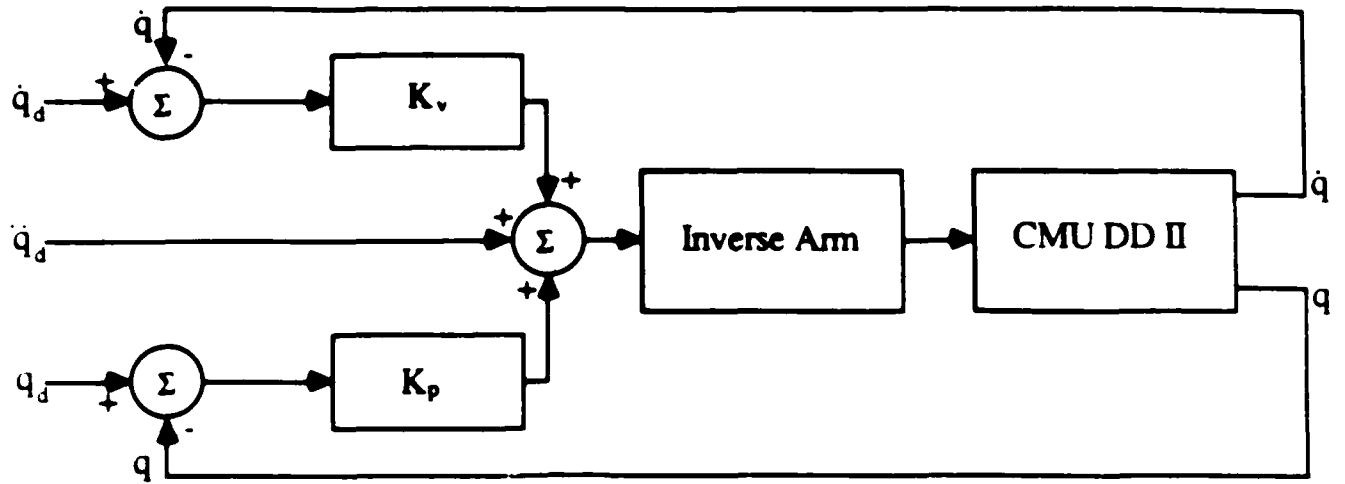 q̇
-
+
q̇d
Σ
Kv
+
q̇
+
q̈d
Σ
Inverse Arm
CMU DD II
+
q
qd
Σ
Kp
+
-
q